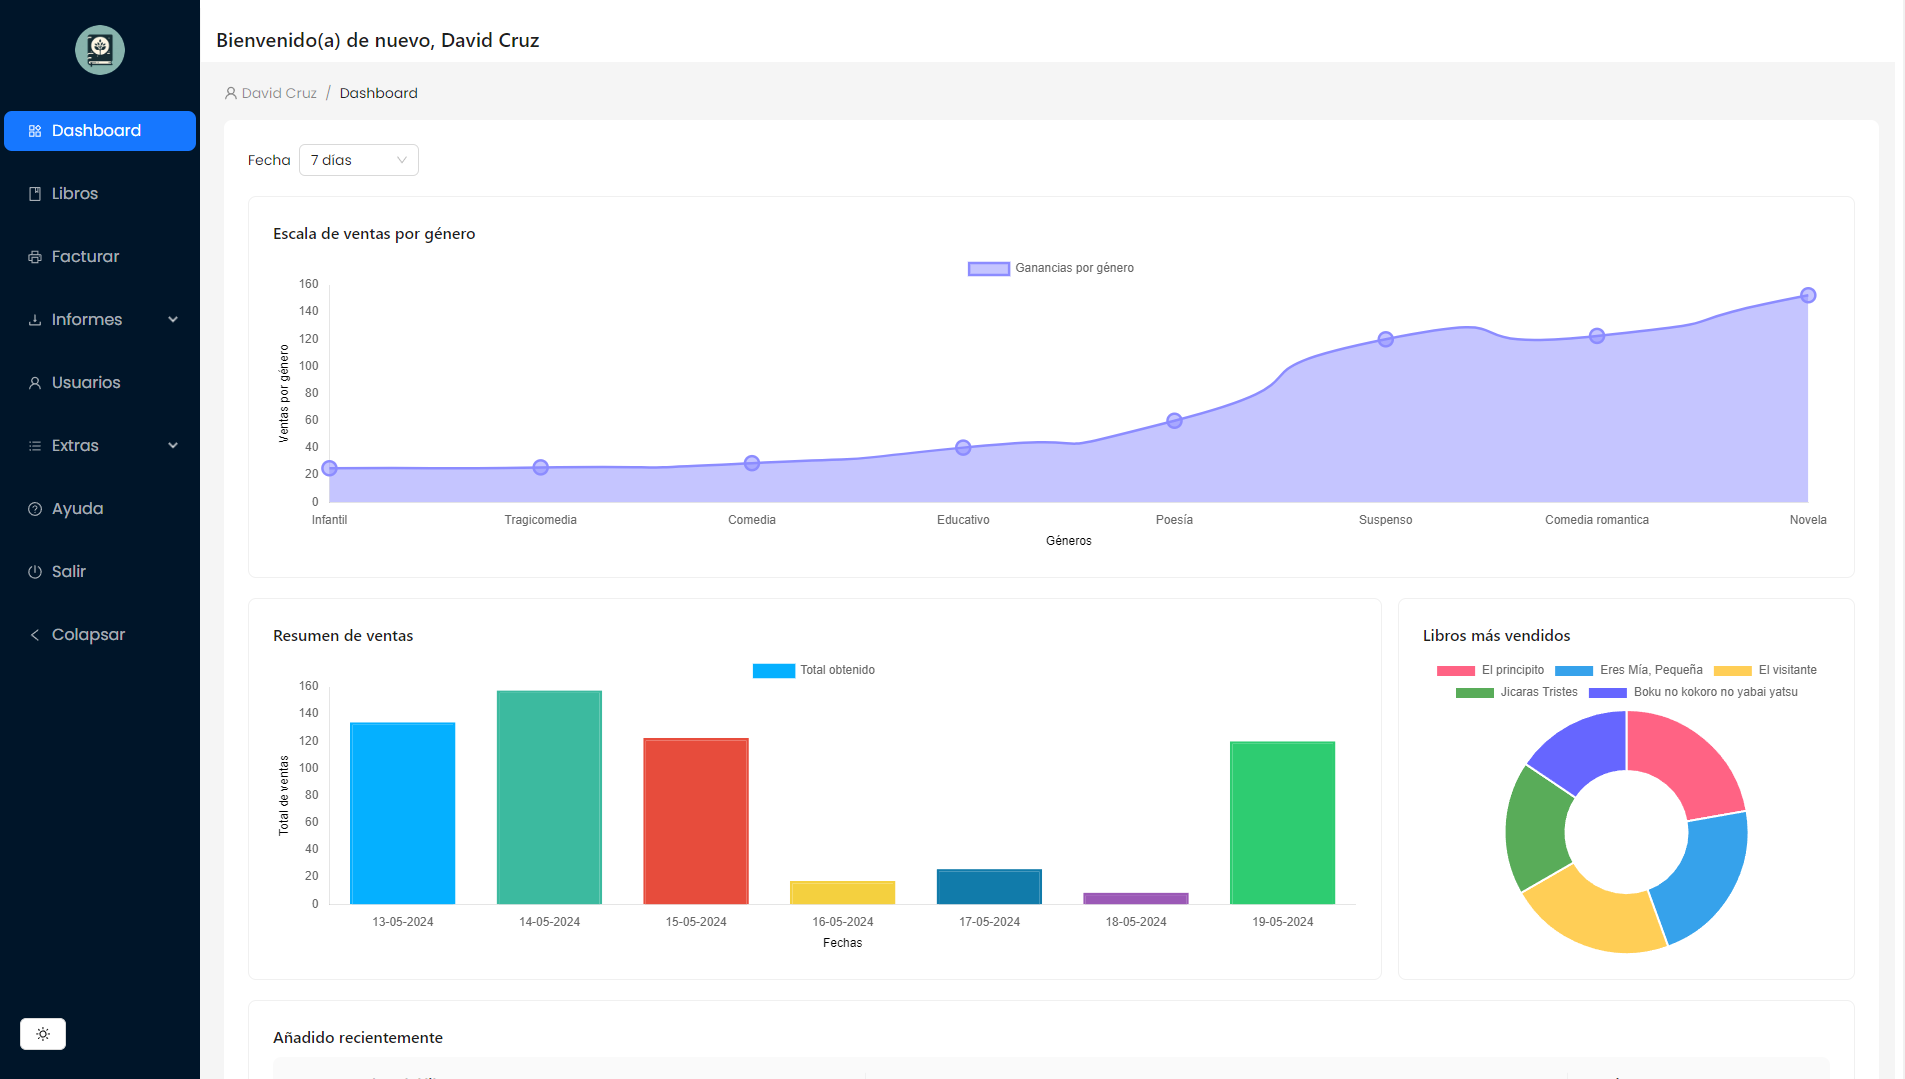 Bienvenido(a) de nuevo, David Cruz
David Cruz / Dashboard
Dashboard
Libros
Facturar
Informes
Usuarios
Extras
Ayuda
Salir
Colapsar
Fecha 7 días
Escala de ventas por género
Ganancias por género
160
140
120
100
80
60
40
20
0
Ventas por género
Infantil Tragicomedia Comedia Educativo Poesía Suspenso Comedia romantica Novela
Géneros
Resumen de ventas
Total obtenido
160
140
120
100
80
60
40
20
0
Total de ventas
13-05-2024 14-05-2024 15-05-2024 16-05-2024 17-05-2024 18-05-2024 19-05-2024
Fechas
Libros más vendidos
El principito Eres Mía, Pequeña El visitante
Jicaras Tristes Boku no kokoro no yabai yatsu
Añadido recientemente